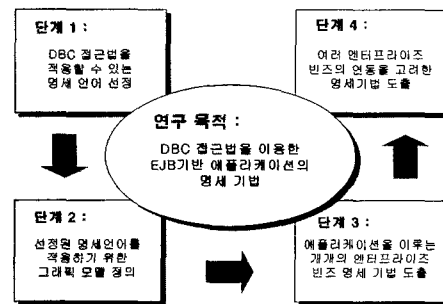 단계 1 :
DBC 접근법을
적용할 수 있는
명세 언어 선정
단계 4 :
여러 엔터프라이즈
빈즈의 연동을 고려한
명세기법 도출
연구 목적 :
DBC 접근법을 이용한
EJB기반 애플리케이션의
명세 기법
단계 2 :
선정된 명세언어를
적용하기 위한
그래픽 모델 정의
단계 3 :
애플리케이션을 이루는
개개의 엔터프라이즈
빈즈 명세 기법 도출